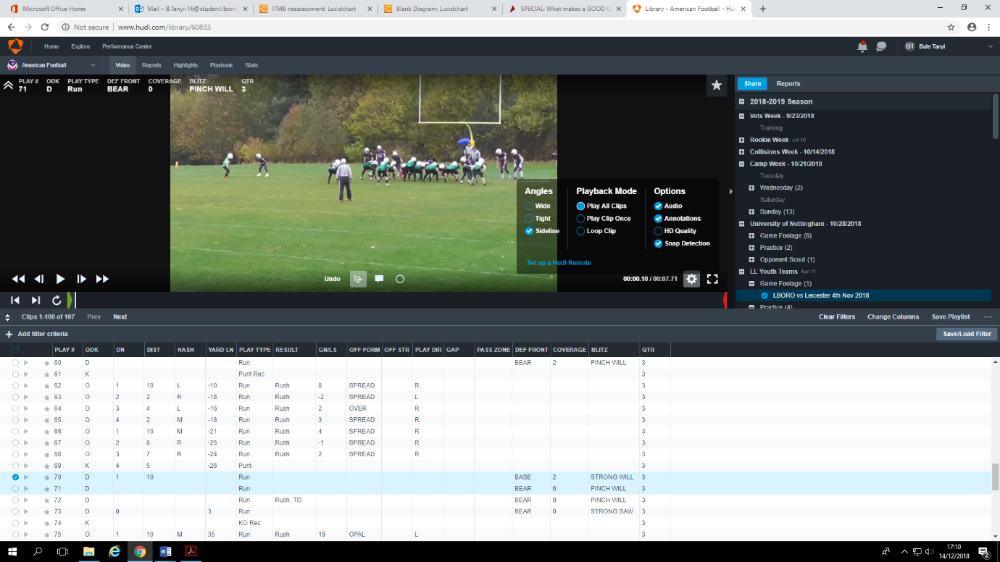 Microsoft Office Home
Mail – B.Tanyi-16@student.lboro.
ITMB reassessment: Lucidchart
Blank Diagram: Lucidchart
SPECIAL: What makes a GOOD C
Library - American Football - Hud
Not secure | www.hudl.com/library/60833
Home Explore Performance Center BT Bate Tanyi
American Football Video Reports Highlights Playbook Stats
PLAY # ODK PLAY TYPE DEF FRONT COVERAGE BLITZ QTR
71 D Run BEAR 0 PINCH WILL 3
Angles Playback Mode Options
Wide Play All Clips Audio
Tight Play Clip Once Annotations
Sideline Loop Clip HD Quality
Snap Detection
Set up a Hudl Remote
Undo 00:00.10 / 00:07.71
Share Reports
2018-2019 Season
Vets Week - 9/23/2018
Training
Rookie Week Jul 10
Collisions Week - 10/14/2018
Camp Week - 10/21/2018
Tuesday
Wednesday (2)
Saturday
Sunday (13)
University of Nottingham - 10/28/2018
Game Footage (6)
Practice (2)
Opponent Scout (1)
LL Youth Teams Apr 11
Game Footage (1)
LBORO vs Leicester 4th Nov 2018
Practice (4)
Clips 1-100 of 107 Prev Next Clear Filters Change Columns Save Playlist
Add filter criteria Save/Load Filter
PLAY # ODK DN DIST HASH YARD LN PLAY TYPE RESULT GN/LS OFF FORM OFF STR PLAY DIR GAP PASS ZONE DEF FRONT COVERAGE BLITZ QTR
60 D Run BEAR 2 PINCH WILL 3
61 K Punt Rec 3
62 O 1 10 L -10 Run Rush 8 SPREAD R 3
63 O 2 2 R -18 Run Rush -2 SPREAD L 3
64 O 3 4 L -16 Run Rush 2 OVER R 3
65 O 4 2 M -18 Run Rush 3 SPREAD R 3
66 O 1 10 M -21 Run Rush 4 SPREAD R 3
67 O 2 6 R -25 Run Rush -1 SPREAD R 3
68 O 3 7 R -24 Run Rush 2 SPREAD R 3
69 K 4 5 -26 Punt 3
70 D 1 10 Run BASE 2 STRONG WILL 3
71 D Run BEAR 0 PINCH WILL 3
72 D Run Rush, TD BEAR 0 PINCH WILL 3
73 D 0 3 Run BEAR 0 STRONG SAW 3
74 K KO Rec 3
75 O 1 10 M 35 Run Rush 19 OPAL L 3
17:10
14/12/2018
2